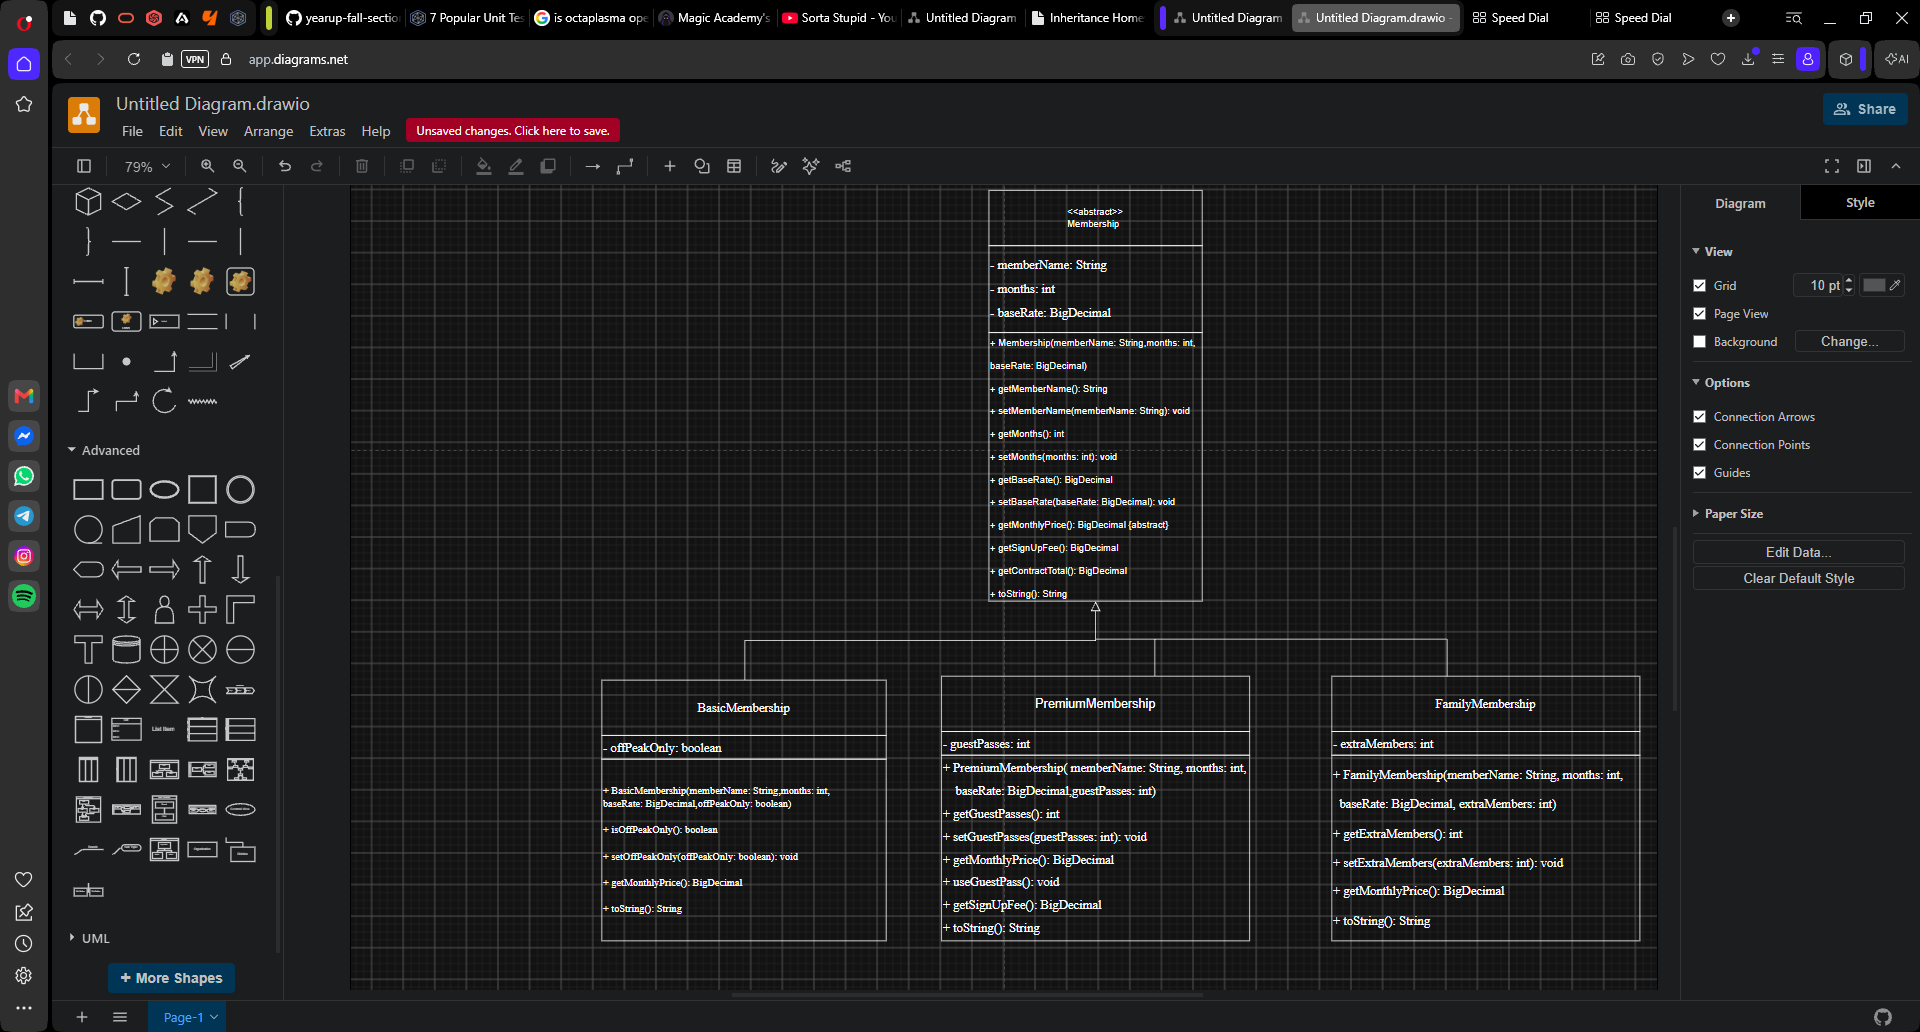 yearup-fall-sectio
7 Popular Unit Tes
is octaplasma ope
Magic Academy's
Sorta Stupid - You
Untitled Diagram
Inheritance Home
Untitled Diagram
Untitled Diagram.drawio -
Speed Dial
Speed Dial
VPN
app.diagrams.net
AI
Untitled Diagram.drawio
File
Edit
View
Arrange
Extras
Help
Unsaved changes. Click here to save.
Share
79%
Advanced
List Item
UML
+ More Shapes
<<abstract>>
Membership
- memberName: String
- months: int
- baseRate: BigDecimal
+ Membership(memberName: String,months: int,
baseRate: BigDecimal)
+ getMemberName(): String
+ setMemberName(memberName: String): void
+ getMonths(): int
+ setMonths(months: int): void
+ getBaseRate(): BigDecimal
+ setBaseRate(baseRate: BigDecimal): void
+ getMonthlyPrice(): BigDecimal {abstract}
+ getSignUpFee(): BigDecimal
+ getContractTotal(): BigDecimal
+ toString(): String
BasicMembership
- offPeakOnly: boolean
+ BasicMembership(memberName: String,months: int,
baseRate: BigDecimal,offPeakOnly: boolean)
+ isOffPeakOnly(): boolean
+ setOffPeakOnly(offPeakOnly: boolean): void
+ getMonthlyPrice(): BigDecimal
+ toString(): String
PremiumMembership
- guestPasses: int
+ PremiumMembership( memberName: String, months: int,
baseRate: BigDecimal,guestPasses: int)
+ getGuestPasses(): int
+ setGuestPasses(guestPasses: int): void
+ getMonthlyPrice(): BigDecimal
+ useGuestPass(): void
+ getSignUpFee(): BigDecimal
+ toString(): String
FamilyMembership
- extraMembers: int
+ FamilyMembership(memberName: String, months: int,
baseRate: BigDecimal, extraMembers: int)
+ getExtraMembers(): int
+ setExtraMembers(extraMembers: int): void
+ getMonthlyPrice(): BigDecimal
+ toString(): String
Diagram
Style
View
Grid
10 pt
Page View
Background
Change...
Options
Connection Arrows
Connection Points
Guides
Paper Size
Edit Data...
Clear Default Style
Page-1